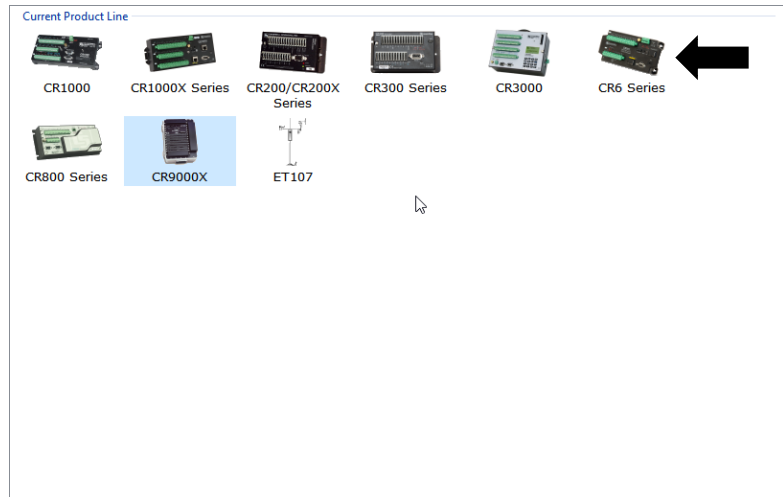 Current Product Line
CR1000
CR1000X Series
CR200/CR200X
Series
CR300 Series
CR3000
CR6 Series
CR800 Series
CR9000X
ET107